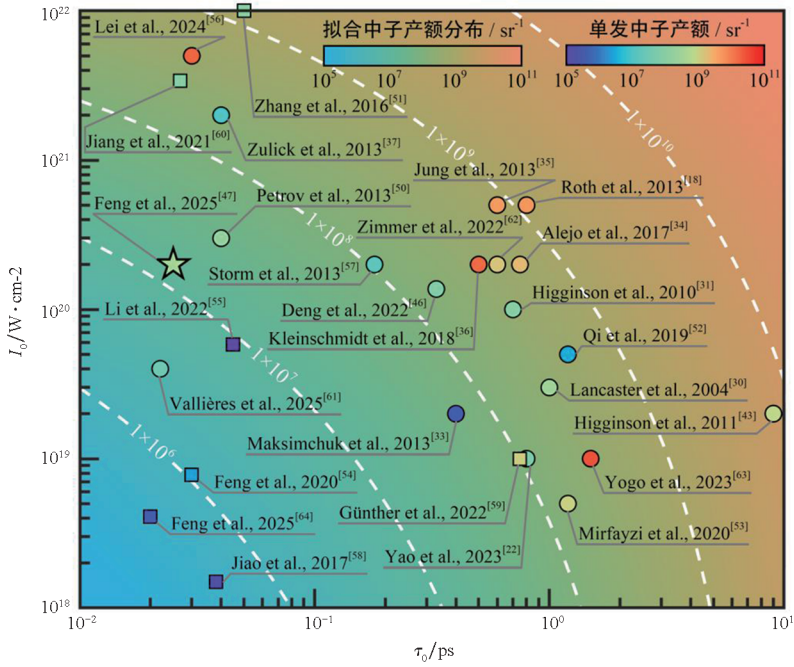 10²²
Lei et al., 2024[56]
拟合中子产额分布 / sr⁻¹
单发中子产额 / sr⁻¹
10⁵ 10⁷ 10⁹ 10¹¹
10⁵ 10⁷ 10⁹ 10¹¹
Zhang et al., 2016[51]
Jiang et al., 2021[60]
Zulick et al., 2013[37]
1×10⁹
1×10¹⁰
10²¹
Jung et al., 2013[35]
Roth et al., 2013[18]
Feng et al., 2025[47]
Petrov et al., 2013[50]
1×10⁸
Zimmer et al., 2022[62]
Alejo et al., 2017[34]
Storm et al., 2013[57]
Higginson et al., 2010[31]
10²⁰
Li et al., 2022[55]
Deng et al., 2022[46]
Kleinschmidt et al., 2018[36]
Qi et al., 2019[52]
I₀/W·cm-2
1×10⁷
Lancaster et al., 2004[30]
Vallières et al., 2025[61]
Higginson et al., 2011[43]
1×10⁶
Maksimchuk et al., 2013[33]
10¹⁹
Feng et al., 2020[54]
Yogo et al., 2023[63]
Günther et al., 2022[59]
Feng et al., 2025[64]
Mirfayzi et al., 2020[53]
Yao et al., 2023[22]
Jiao et al., 2017[58]
10¹⁸
10⁻² 10⁻¹ 10⁰ 10¹
τ₀/ps